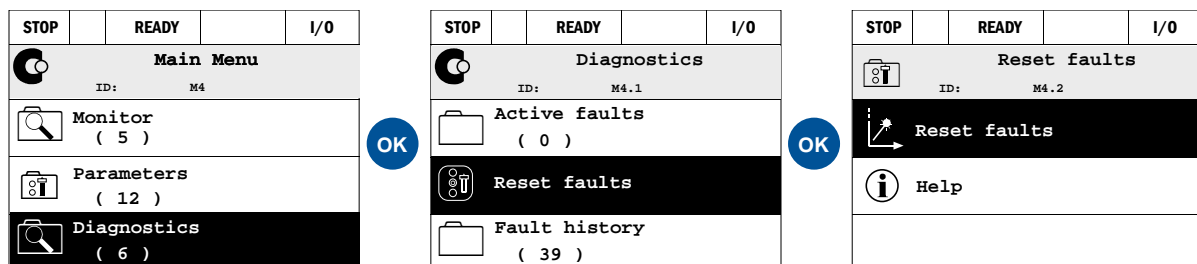 STOP READY I/O
Main Menu
ID: M4
Monitor
( 5 )
Parameters
( 12 )
Diagnostics
( 6 )
OK
STOP READY I/O
Diagnostics
ID: M4.1
Active faults
( 0 )
Reset faults
Fault history
( 39 )
OK
STOP READY I/O
Reset faults
ID: M4.2
Reset faults
i Help